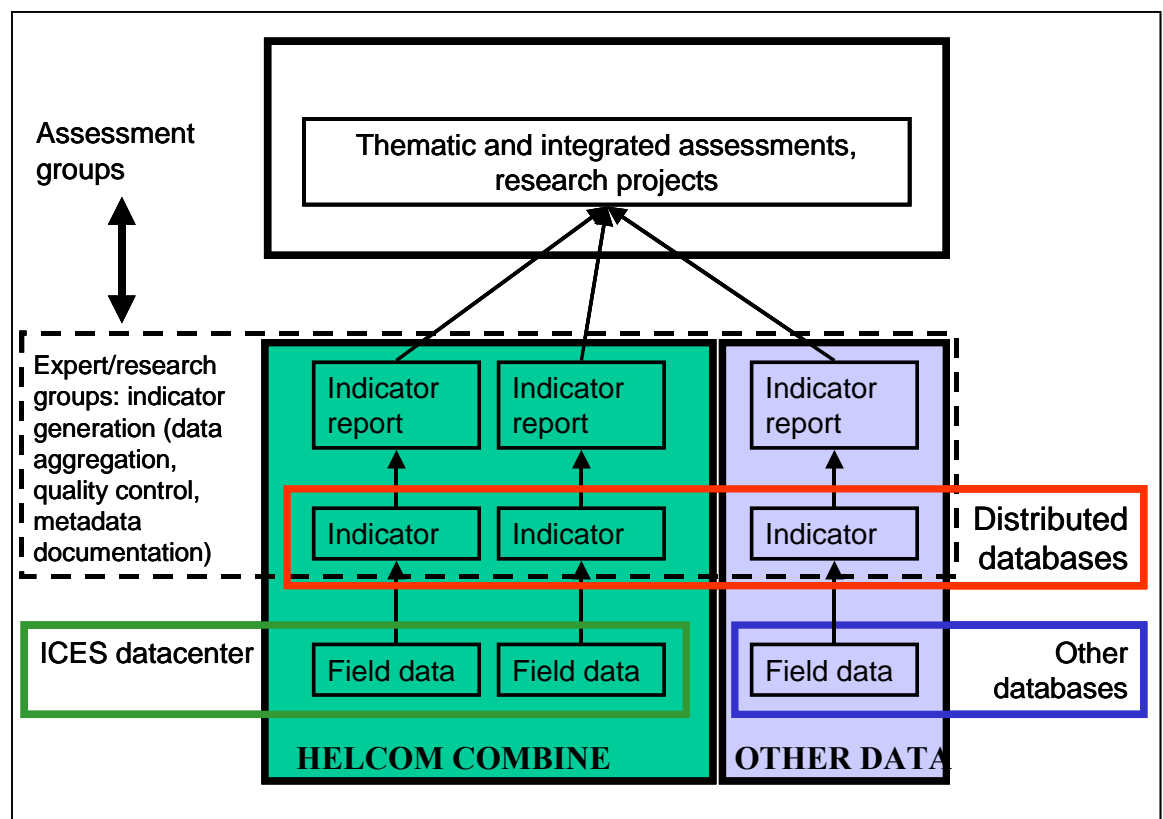 Assessment
groups
Thematic and integrated assessments,
research projects
Expert/research
groups: indicator
generation (data
aggregation,
quality control,
metadata
documentation)
Indicator
report
Indicator
report
Indicator
report
Indicator
Indicator
Indicator
Distributed
databases
ICES datacenter
Field data
Field data
Field data
Other
databases
HELCOM COMBINE
OTHER DATA